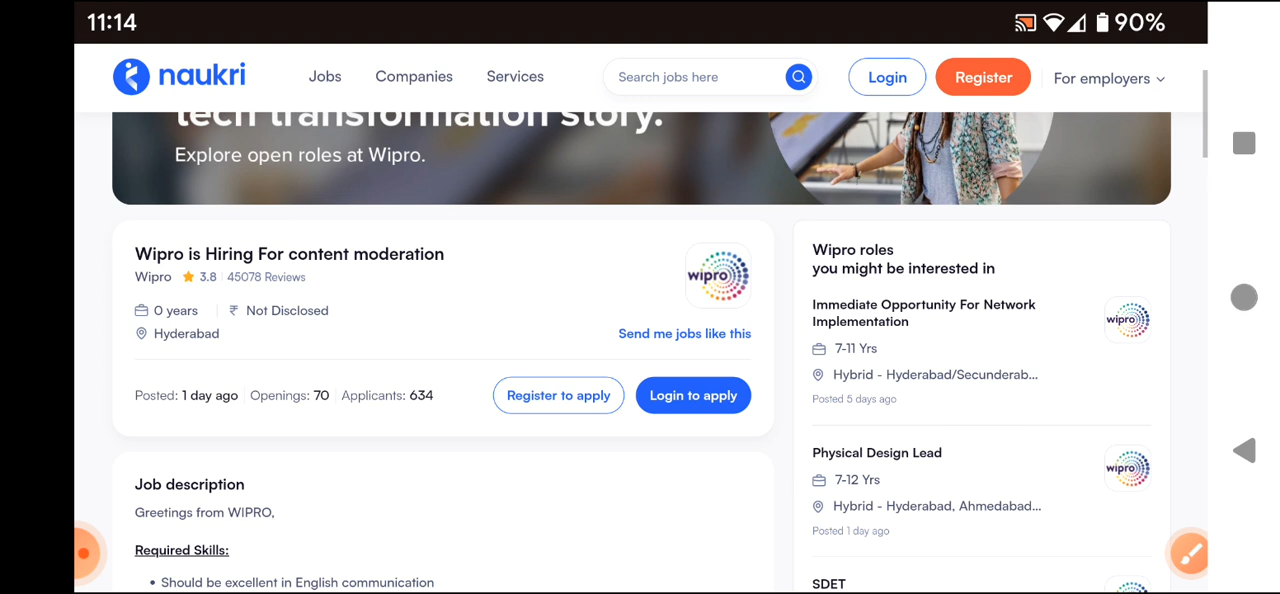 11:14
90%
naukri
Jobs
Companies
Services
Search jobs here
Login
Register
For employers
tech transformation story.
Explore open roles at Wipro.
Wipro is Hiring For content moderation
Wipro
3.8
45078 Reviews
wipro
0 years
₹ Not Disclosed
Hyderabad
Send me jobs like this
Posted: 1 day ago
Openings: 70
Applicants: 634
Register to apply
Login to apply
Job description
Greetings from WIPRO,
Required Skills:
• Should be excellent in English communication
Wipro roles
you might be interested in
Immediate Opportunity For Network
Implementation
wipro
7-11 Yrs
Hybrid - Hyderabad/Secunderab...
Posted 5 days ago
Physical Design Lead
wipro
7-12 Yrs
Hybrid - Hyderabad, Ahmedabad...
Posted 1 day ago
SDET